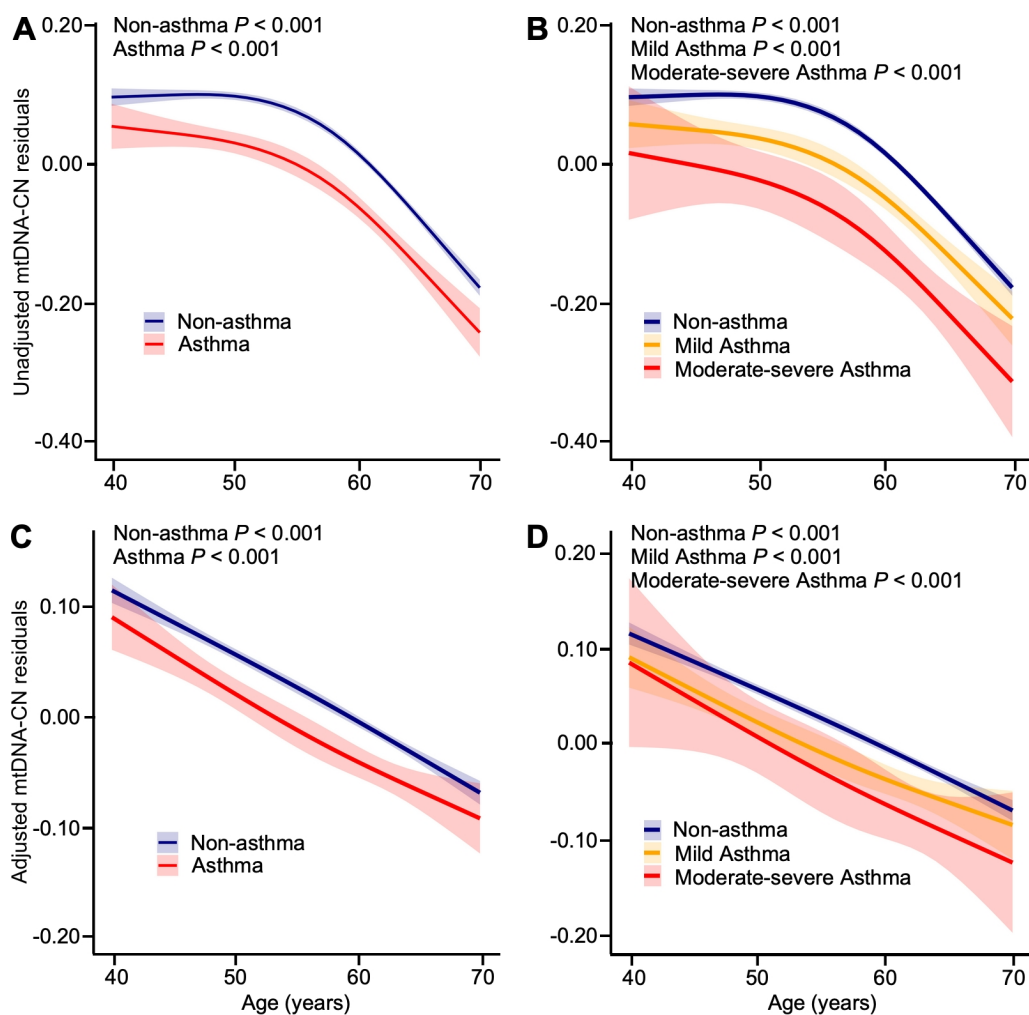 A
Non-asthma P < 0.001
Asthma P < 0.001
Unadjusted mtDNA-CN residuals
0.20
0.00
-0.20
-0.40
Non-asthma
Asthma
40 50 60 70
B
Non-asthma P < 0.001
Mild Asthma P < 0.001
Moderate-severe Asthma P < 0.001
0.20
0.00
-0.20
-0.40
Non-asthma
Mild Asthma
Moderate-severe Asthma
40 50 60 70
C
Non-asthma P < 0.001
Asthma P < 0.001
Adjusted mtDNA-CN residuals
0.10
0.00
-0.10
-0.20
Non-asthma
Asthma
40 50 60 70
Age (years)
D
Non-asthma P < 0.001
Mild Asthma P < 0.001
Moderate-severe Asthma P < 0.001
0.20
0.10
0.00
-0.10
-0.20
Non-asthma
Mild Asthma
Moderate-severe Asthma
40 50 60 70
Age (years)